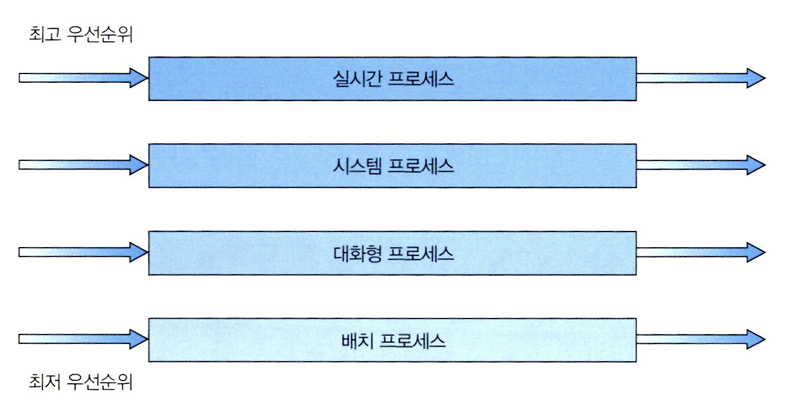 최고 우선순위
실시간 프로세스
시스템 프로세스
대화형 프로세스
배치 프로세스
최저 우선순위